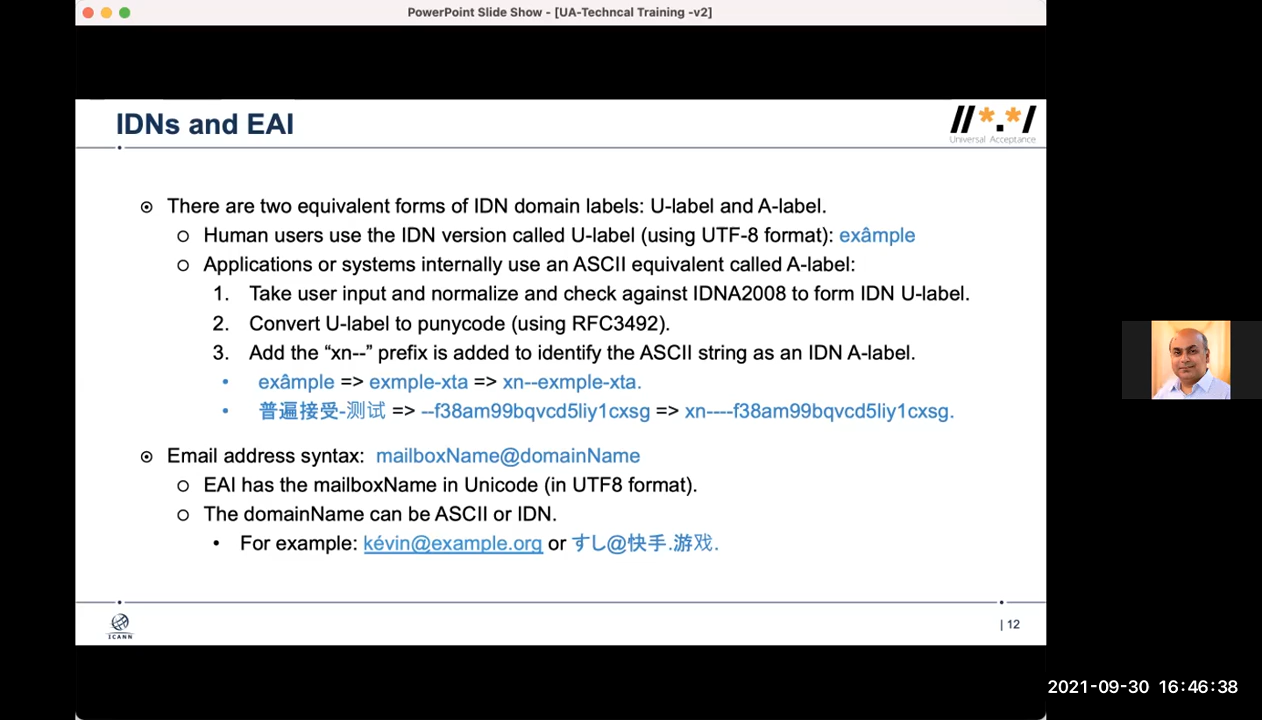 PowerPoint Slide Show - [UA-Techncal Training -v2]
IDNs and EAI
//*.*/
Universal Acceptance
There are two equivalent forms of IDN domain labels: U-label and A-label.
Human users use the IDN version called U-label (using UTF-8 format): exâmple
Applications or systems internally use an ASCII equivalent called A-label:
1. Take user input and normalize and check against IDNA2008 to form IDN U-label.
2. Convert U-label to punycode (using RFC3492).
3. Add the “xn--” prefix is added to identify the ASCII string as an IDN A-label.
exâmple => exmple-xta => xn--exmple-xta.
普遍接受-测试 => --f38am99bqvcd5liy1cxsg => xn----f38am99bqvcd5liy1cxsg.
Email address syntax: mailboxName@domainName
EAI has the mailboxName in Unicode (in UTF8 format).
The domainName can be ASCII or IDN.
For example: kévin@example.org or すし@快手.游戏.
ICANN
| 12
2021-09-30 16:46:38